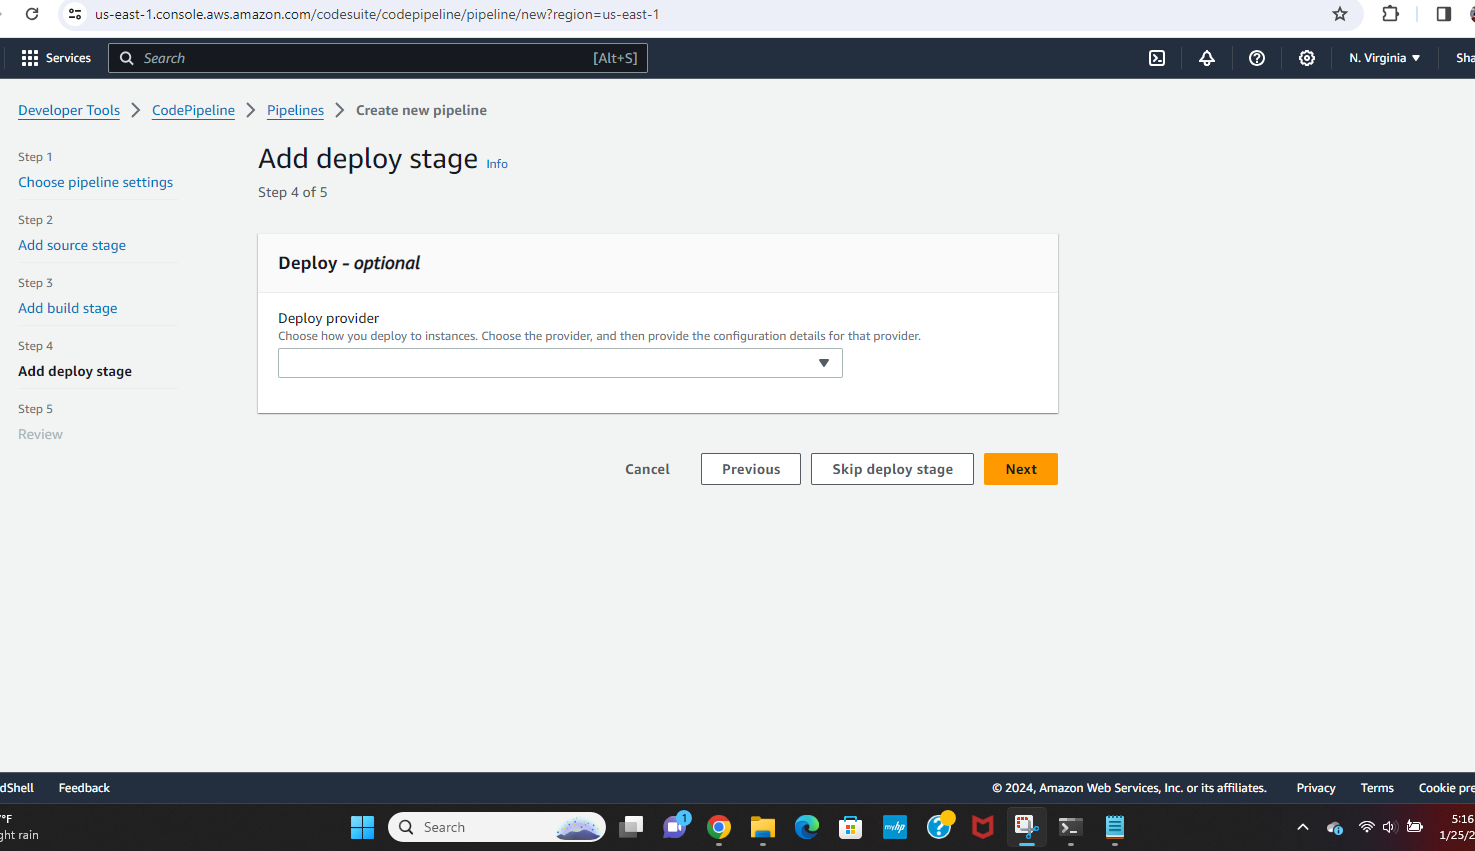 us-east-1.console.aws.amazon.com/codesuite/codepipeline/pipeline/new?region=us-east-1
Services
Search
[Alt+S]
N. Virginia
Sha
Developer Tools
CodePipeline
Pipelines
Create new pipeline
Step 1
Choose pipeline settings
Step 2
Add source stage
Step 3
Add build stage
Step 4
Add deploy stage
Step 5
Review
Add deploy stage Info
Step 4 of 5
Deploy - optional
Deploy provider
Choose how you deploy to instances. Choose the provider, and then provide the configuration details for that provider.
Cancel
Previous
Skip deploy stage
Next
dShell
Feedback
© 2024, Amazon Web Services, Inc. or its affiliates.
Privacy
Terms
Cookie pre
°F
ght rain
Search
1
myhp
5:16
1/25/2